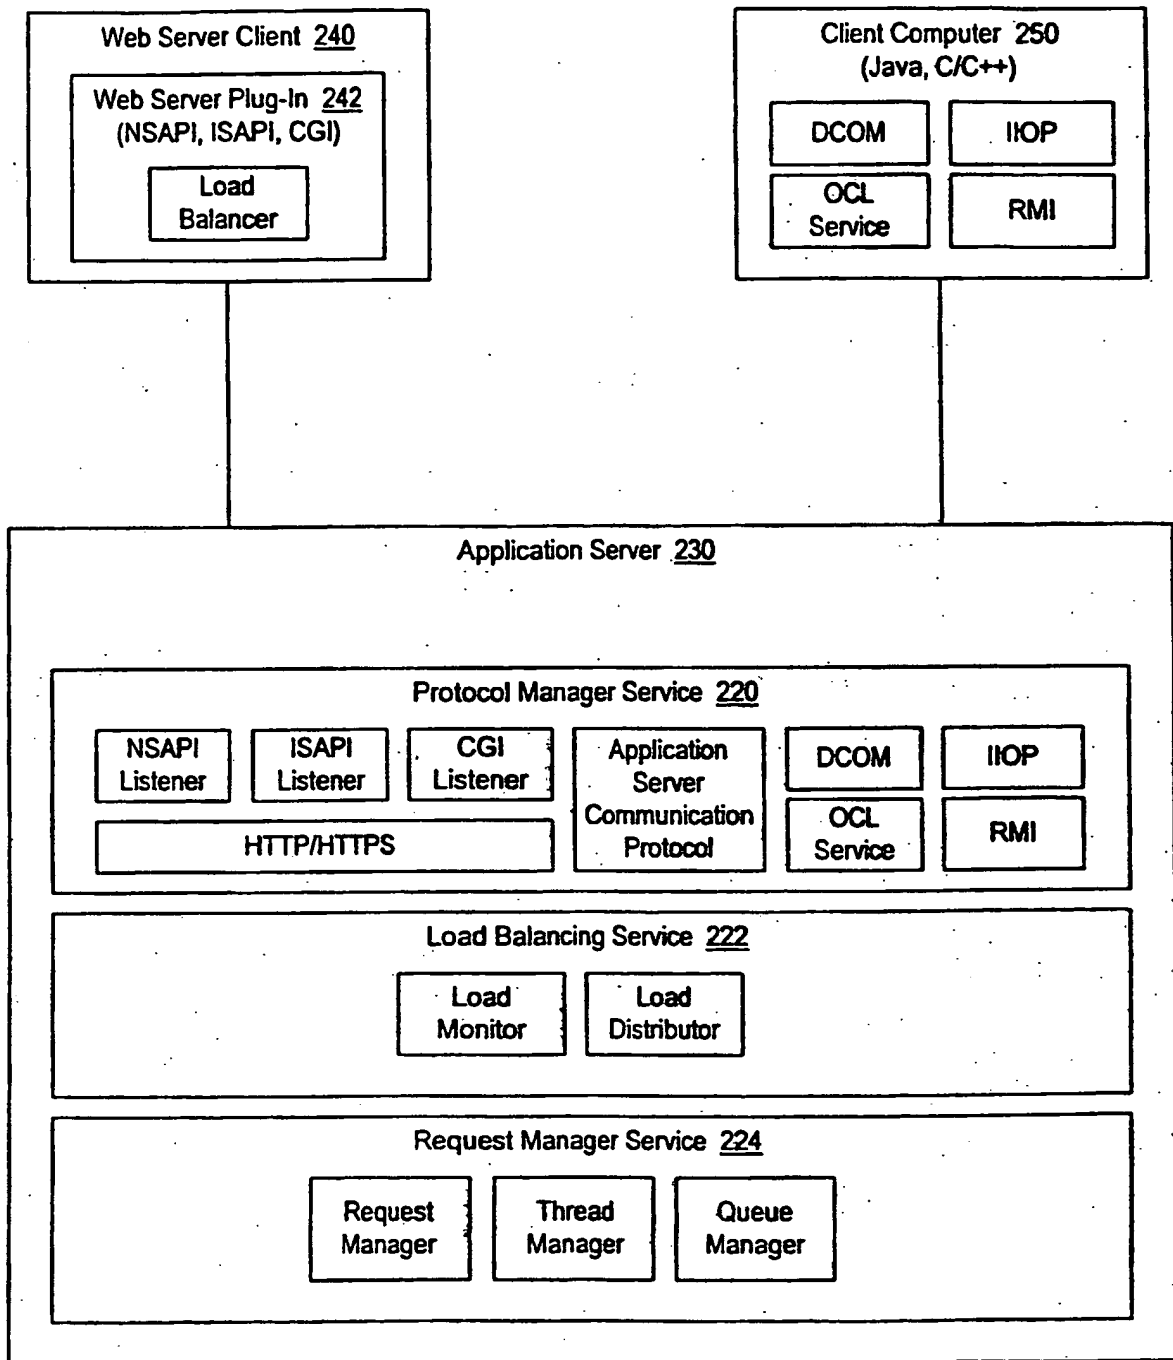 Web Server Client 240
Web Server Plug-In 242
(NSAPI, ISAPI, CGI)
Load
Balancer
Client Computer 250
(Java, C/C++)
DCOM
IIOP
OCL
Service
RMI
Application Server 230
Protocol Manager Service 220
NSAPI
Listener
ISAPI
Listener
CGI
Listener
HTTP/HTTPS
Application
Server
Communication
Protocol
DCOM
IIOP
OCL
Service
RMI
Load Balancing Service 222
Load
Monitor
Load
Distributor
Request Manager Service 224
Request
Manager
Thread
Manager
Queue
Manager